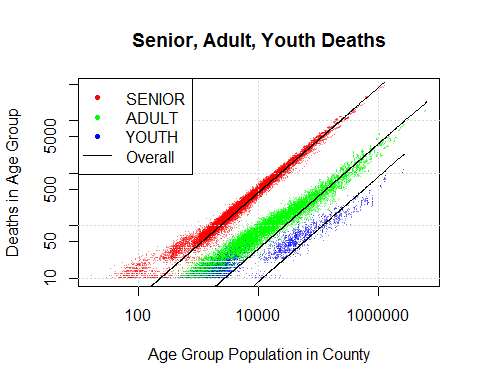 Senior, Adult, Youth Deaths
SENIOR
ADULT
YOUTH
Overall
Deaths in Age Group
5000
500
50
10
100 10000 1000000
Age Group Population in County